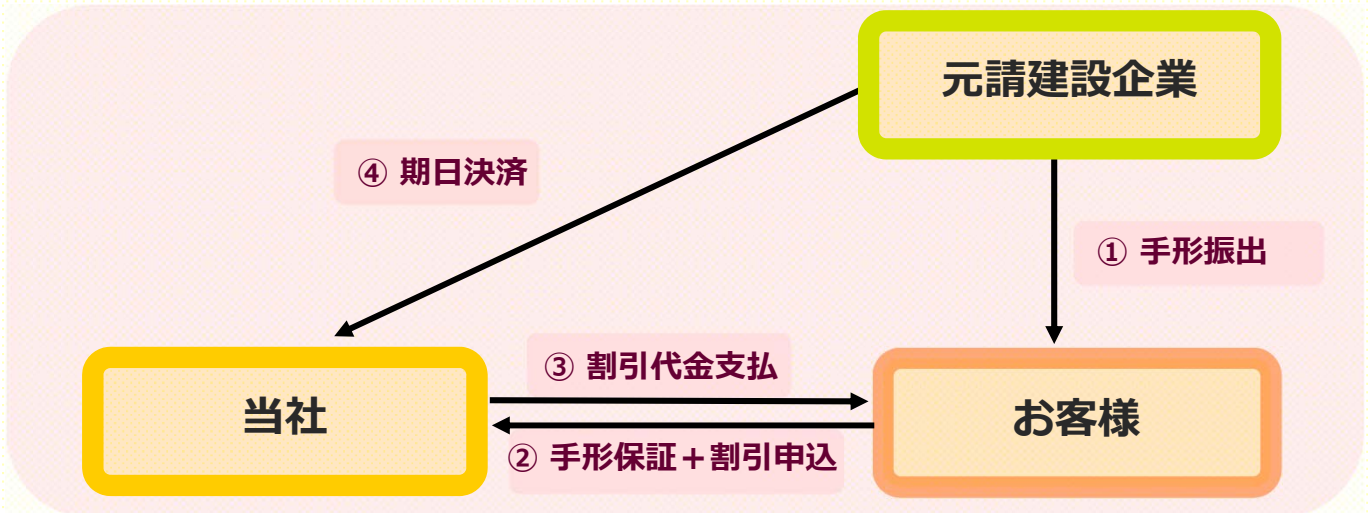 元請建設企業
④ 期日決済
① 手形振出
③ 割引代金支払
当社
お客様
② 手形保証＋割引申込